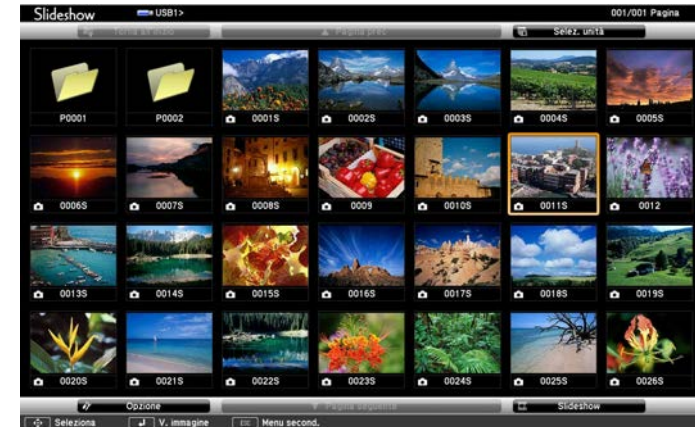 Slideshow USB1> 001/001 Pagina
Torna all'inizio Pagina prec Selez. unità
P0001 P0002 0001S 0002S 0003S 0004S 0005S
0006S 0007S 0008S 0009 0010S 0011S 0012
0013S 0014S 0015S 0016S 0017S 0018S 0019S
0020S 0021S 0022S 0023S 0024S 0025S 0026S
Opzione Pagina seguente Slideshow
Seleziona V. immagine ESC Menu second.